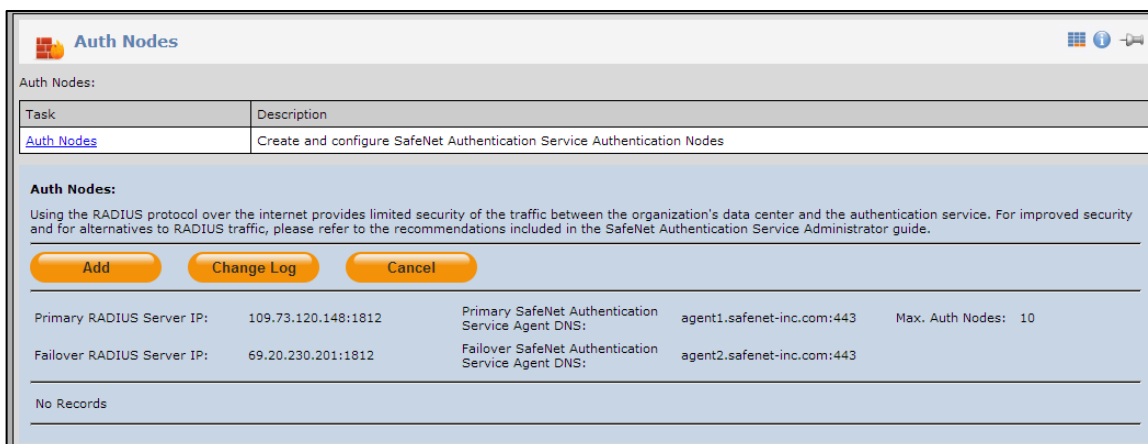 Auth Nodes
Auth Nodes:
Task Description
Auth Nodes Create and configure SafeNet Authentication Service Authentication Nodes
Auth Nodes:
Using the RADIUS protocol over the internet provides limited security of the traffic between the organization's data center and the authentication service. For improved security
and for alternatives to RADIUS traffic, please refer to the recommendations included in the SafeNet Authentication Service Administrator guide.
Add Change Log Cancel
Primary RADIUS Server IP: 109.73.120.148:1812 Primary SafeNet Authentication Service Agent DNS: agent1.safenet-inc.com:443 Max. Auth Nodes: 10
Failover RADIUS Server IP: 69.20.230.201:1812 Failover SafeNet Authentication Service Agent DNS: agent2.safenet-inc.com:443
No Records